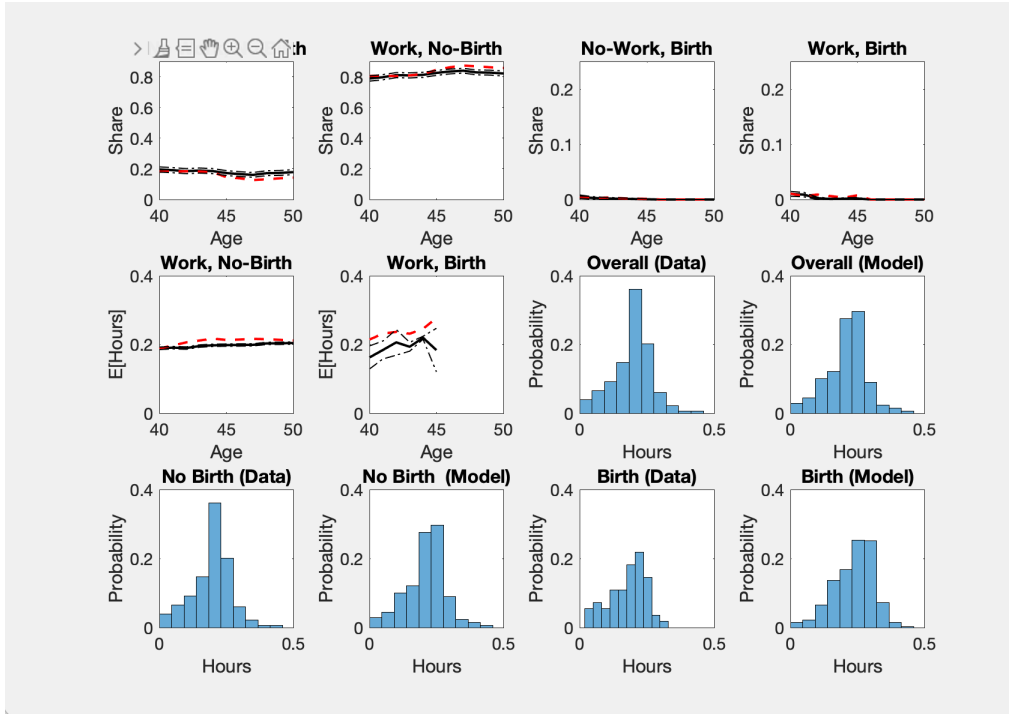 th
Work, No-Birth
No-Work, Birth
Work, Birth
Share
0.8
0.6
0.4
0.2
0
40
45
50
Age
Share
0.8
0.6
0.4
0.2
0
40
45
50
Age
Share
0.2
0.1
0
40
45
50
Age
Share
0.2
0.1
0
40
45
50
Age
Work, No-Birth
Work, Birth
Overall (Data)
Overall (Model)
E[Hours]
0.4
0.2
0
40
45
50
Age
E[Hours]
0.4
0.2
0
40
45
50
Age
Probability
0.4
0.2
0
0
0.5
Hours
Probability
0.4
0.2
0
0
0.5
Hours
No Birth (Data)
No Birth (Model)
Birth (Data)
Birth (Model)
Probability
0.4
0.2
0
0
0.5
Hours
Probability
0.4
0.2
0
0
0.5
Hours
Probability
0.4
0.2
0
0
0.5
Hours
Probability
0.4
0.2
0
0
0.5
Hours